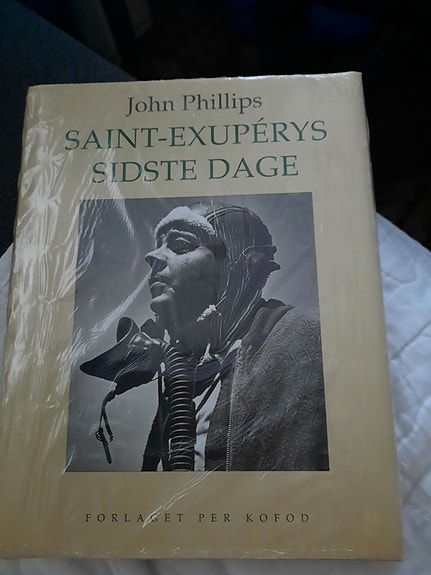 John Phillips
SAINT-EXUPÉRYS
SIDSTE DAGE
FORLAGET PER KOFOD